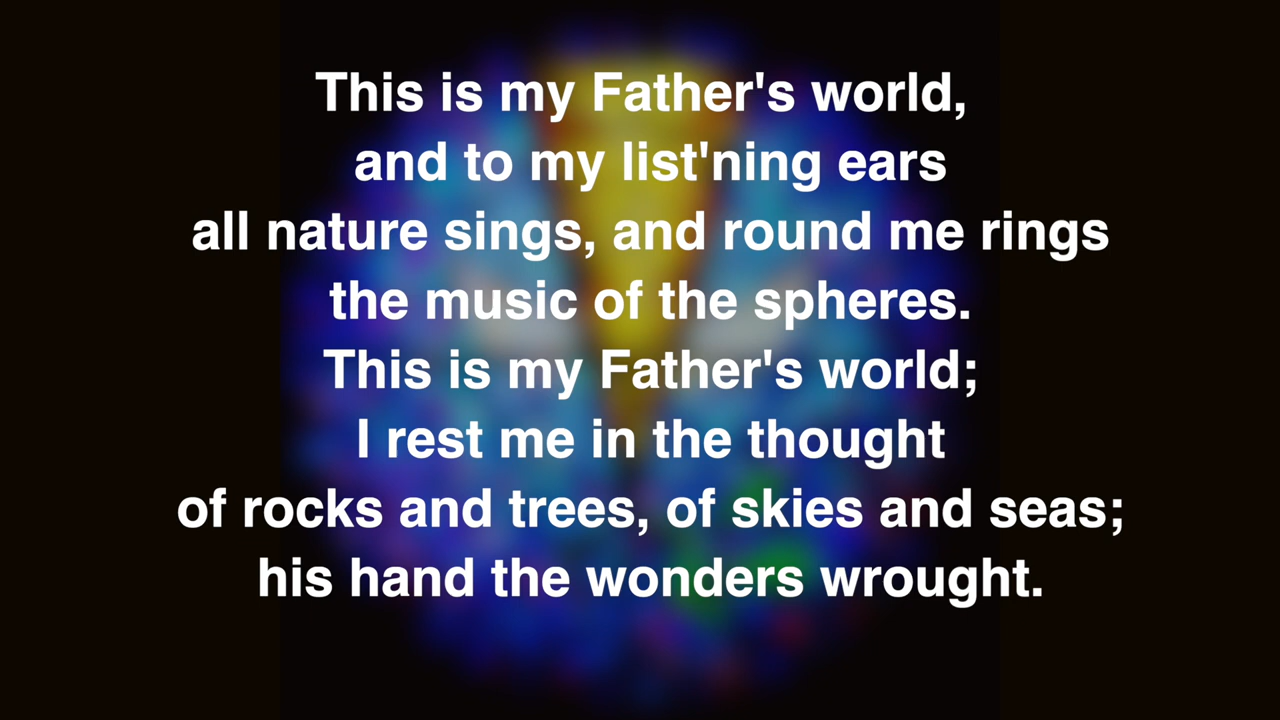 This is my Father's world,
and to my list'ning ears
all nature sings, and round me rings
the music of the spheres.
This is my Father's world;
I rest me in the thought
of rocks and trees, of skies and seas;
his hand the wonders wrought.